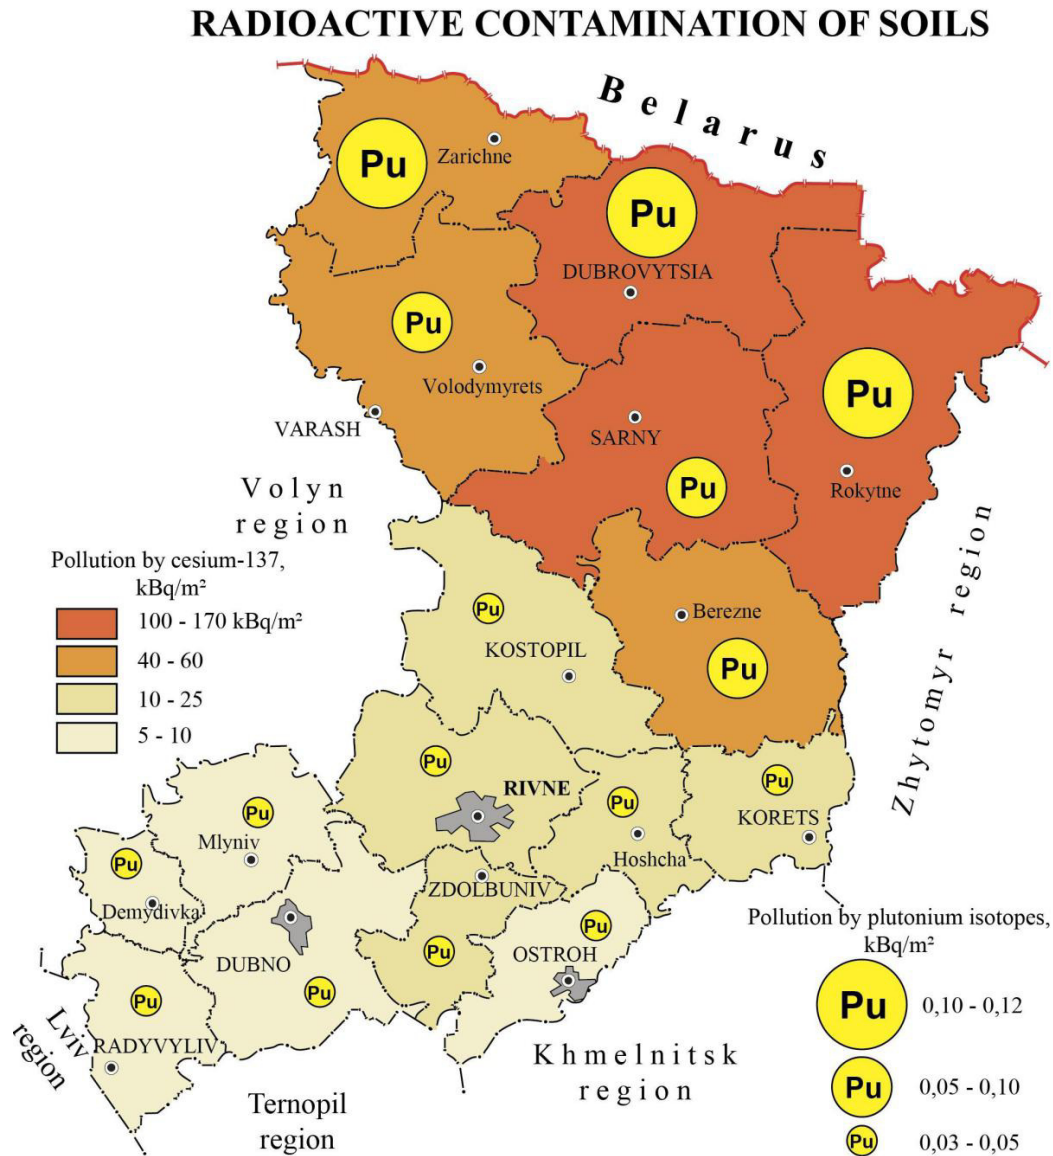 RADIOACTIVE CONTAMINATION OF SOILS
Belarus
Pu
Zarichne
Pu
DUBROVYTSIA
Pu
Volodymyrets
VARASH
Pu
Rokytne
SARNY
Pu
Volyn
region
Zhytomyr region
Pollution by cesium-137,
kBq/m²
100 - 170 kBq/m²
40 - 60
10 - 25
5 - 10
Pu
KOSTOPIL
Berezne
Pu
Pu
RIVNE
Pu
Hoshcha
Pu
KORETS
Pu
Mlyniv
Pu
Demydivka
ZDOLBUNIV
Pu
DUBNO
Pu
Pu
OSTROH
Pu
RADYVYLIV
Lviv
region
Ternopil
region
Khmelnitsk
region
Pollution by plutonium isotopes,
kBq/m²
Pu 0,10 - 0,12
Pu 0,05 - 0,10
Pu 0,03 - 0,05